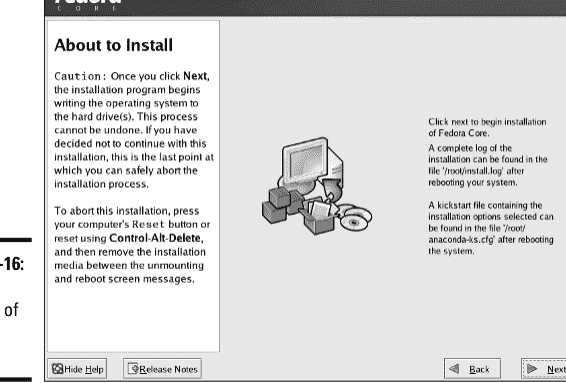 Fedora
C O R E
About to Install
Caution: Once you click Next,
the installation program begins
writing the operating system to
the hard drive(s). This process
cannot be undone. If you have
decided not to continue with this
installation, this is the last point at
which you can safely abort the
installation process.
To abort this installation, press
your computer's Reset button or
reset using Control-Alt-Delete,
and then remove the installation
media between the unmounting
and reboot screen messages.
Click next to begin installation
of Fedora Core.
A complete log of the
installation can be found in the
file '/root/install.log' after
rebooting your system.
A kickstart file containing the
installation options selected can
be found in the file '/root/
anaconda-ks.cfg' after rebooting
the system.
-16:
of
Hide Help
Release Notes
Back
Next